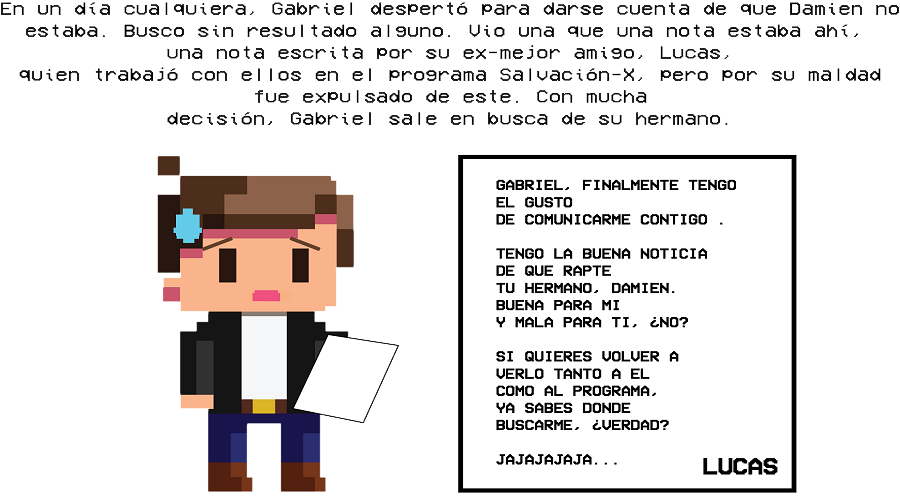 En un día cualquiera, Gabriel despertó para darse cuenta de que Damien no
estaba. Busco sin resultado alguno. Vio una que una nota estaba ahí,
una nota escrita por su ex-mejor amigo, Lucas,
quien trabajó con ellos en el programa Salvación-X, pero por su maldad
fue expulsado de este. Con mucha
decisión, Gabriel sale en busca de su hermano.
GABRIEL, FINALMENTE TENGO
EL GUSTO
DE COMUNICARME CONTIGO .
TENGO LA BUENA NOTICIA
DE QUE RAPTE
TU HERMANO, DAMIEN.
BUENA PARA MI
Y MALA PARA TI, ¿NO?
SI QUIERES VOLVER A
VERLO TANTO A EL
COMO AL PROGRAMA,
YA SABES DONDE
BUSCARME, ¿VERDAD?
JAJAJAJAJA...
LUCAS